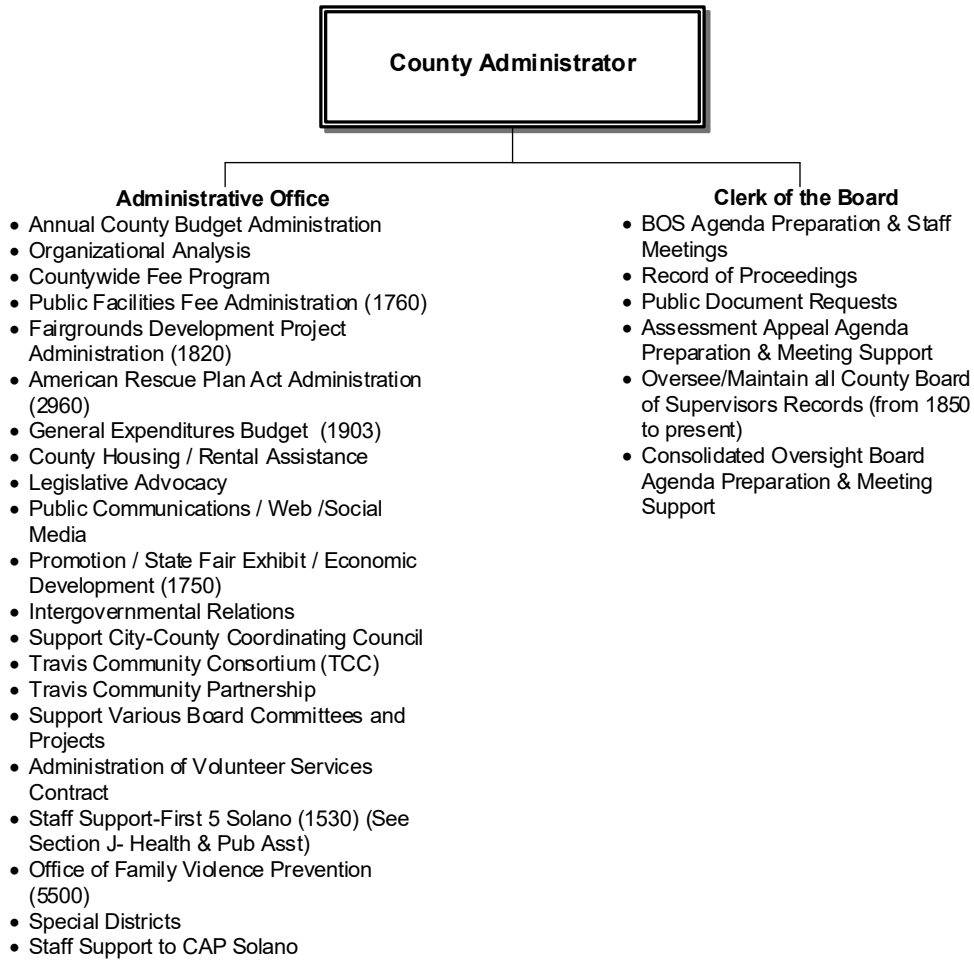 County Administrator
Administrative Office
• Annual County Budget Administration
• Organizational Analysis
• Countywide Fee Program
• Public Facilities Fee Administration (1760)
• Fairgrounds Development Project
Administration (1820)
• American Rescue Plan Act Administration
(2960)
• General Expenditures Budget (1903)
• County Housing / Rental Assistance
• Legislative Advocacy
• Public Communications / Web /Social
Media
• Promotion / State Fair Exhibit / Economic
Development (1750)
• Intergovernmental Relations
• Support City-County Coordinating Council
• Travis Community Consortium (TCC)
• Travis Community Partnership
• Support Various Board Committees and
Projects
• Administration of Volunteer Services
Contract
• Staff Support-First 5 Solano (1530) (See
Section J- Health & Pub Asst)
• Office of Family Violence Prevention
(5500)
• Special Districts
• Staff Support to CAP Solano
Clerk of the Board
• BOS Agenda Preparation & Staff
Meetings
• Record of Proceedings
• Public Document Requests
• Assessment Appeal Agenda
Preparation & Meeting Support
• Oversee/Maintain all County Board
of Supervisors Records (from 1850
to present)
• Consolidated Oversight Board
Agenda Preparation & Meeting
Support